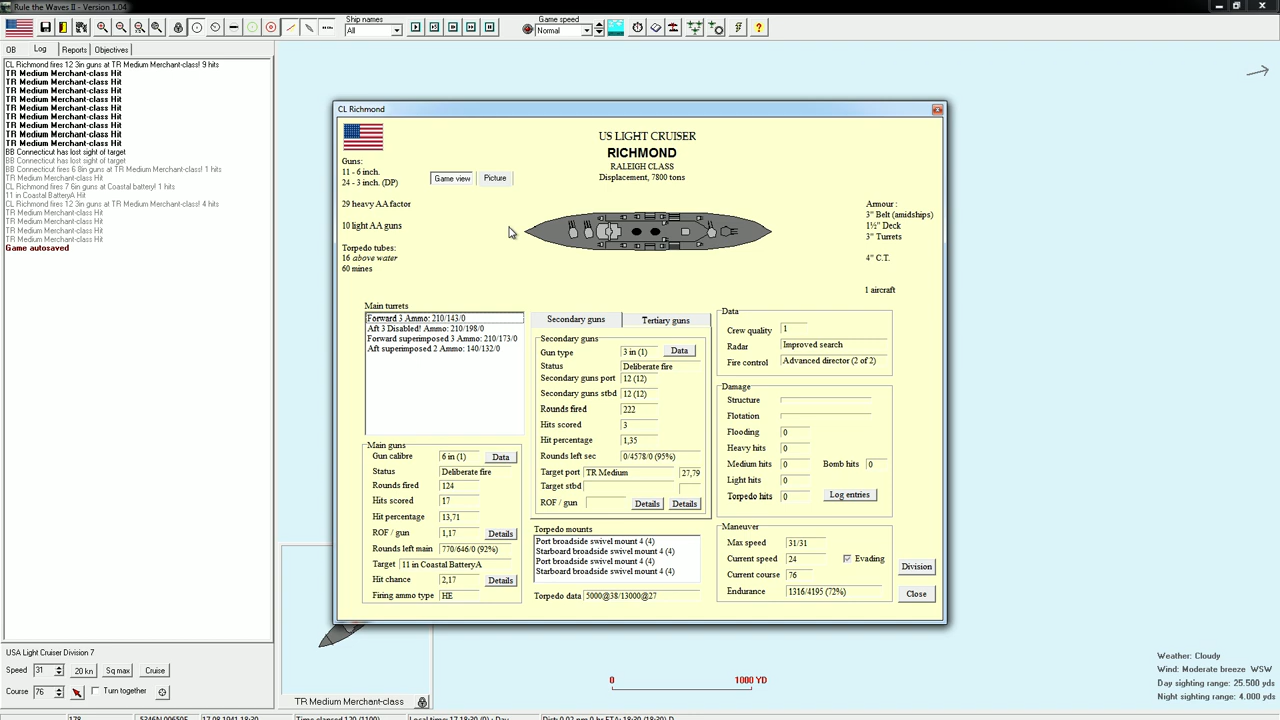 Rule the Waves II - Version 1.04
Ship names
All
Game speed
Normal
OB Log Reports Objectives
CL Richmond fires 12 3in guns at TR Medium Merchant-class 9 hits
TR Medium Merchant-class Hit
TR Medium Merchant-class Hit
TR Medium Merchant-class Hit
TR Medium Merchant-class Hit
TR Medium Merchant-class Hit
TR Medium Merchant-class Hit
TR Medium Merchant-class Hit
TR Medium Merchant-class Hit
TR Medium Merchant-class Hit
BB Connecticut has lost sight of target
BB Connecticut has lost sight of target
BB Connecticut fires 6 8in guns at TR Medium Merchant-class! 1 hits
TR Medium Merchant-class Hit
CL Richmond fires 7 6in guns at Coastal battery! 1 hits
11 in Coastal BatteryA Hit
CL Richmond fires 12 3in guns at TR Medium Merchant-class! 4 hits
TR Medium Merchant-class Hit
TR Medium Merchant-class Hit
TR Medium Merchant-class Hit
TR Medium Merchant-class Hit
Game autosaved
CL Richmond
US LIGHT CRUISER
RICHMOND
RALEIGH CLASS
Displacement, 7800 tons
Guns:
11 - 6 inch.
24 - 3 inch. (DP)
Game view Picture
29 heavy AA factor
10 light AA guns
Torpedo tubes:
16 above water
60 mines
Armour :
3" Belt (amidships)
1½" Deck
3" Turrets
4" C.T.
1 aircraft
Main turrets
Forward 3 Ammo: 210/143/0
Aft 3 Disabled! Ammo: 210/198/0
Forward superimposed 3 Ammo: 210/173/0
Aft superimposed 2 Ammo: 140/132/0
Main guns
Gun calibre 6 in (1) Data
Status Deliberate fire
Rounds fired 124
Hits scored 17
Hit percentage 13,71
ROF / gun 1,17 Details
Rounds left main 770/646/0 (92%)
Target 11 in Coastal BatteryA
Hit chance 2,17 Details
Firing ammo type HE
Secondary guns Tertiary guns
Secondary guns
Gun type 3 in (1) Data
Status Deliberate fire
Secondary guns port 12 (12)
Secondary guns stbd 12 (12)
Rounds fired 222
Hits scored 3
Hit percentage 1,35
Rounds left sec 0/4578/0 (95%)
Target port TR Medium 27,79
Target stbd
ROF / gun Details Details
Torpedo mounts
Port broadside swivel mount 4 (4)
Starboard broadside swivel mount 4 (4)
Port broadside swivel mount 4 (4)
Starboard broadside swivel mount 4 (4)
Torpedo data 5000@38/13000@27
Data
Crew quality 1
Radar Improved search
Fire control Advanced director (2 of 2)
Damage
Structure
Flotation
Flooding 0
Heavy hits 0
Medium hits 0 Bomb hits 0
Light hits 0
Torpedo hits 0 Log entries
Maneuver
Max speed 31/31
Current speed 24 Evading
Current course 76
Endurance 1316/4195 (72%)
Division
Close
USA Light Cruiser Division 7
Speed 31 20 kn Sq max Cruise
Course 76 Turn together
TR Medium Merchant-class
0 1000 YD
Weather: Cloudy
Wind: Moderate breeze WSW
Day sighting range: 25.500 yds
Night sighting range: 4.000 yds